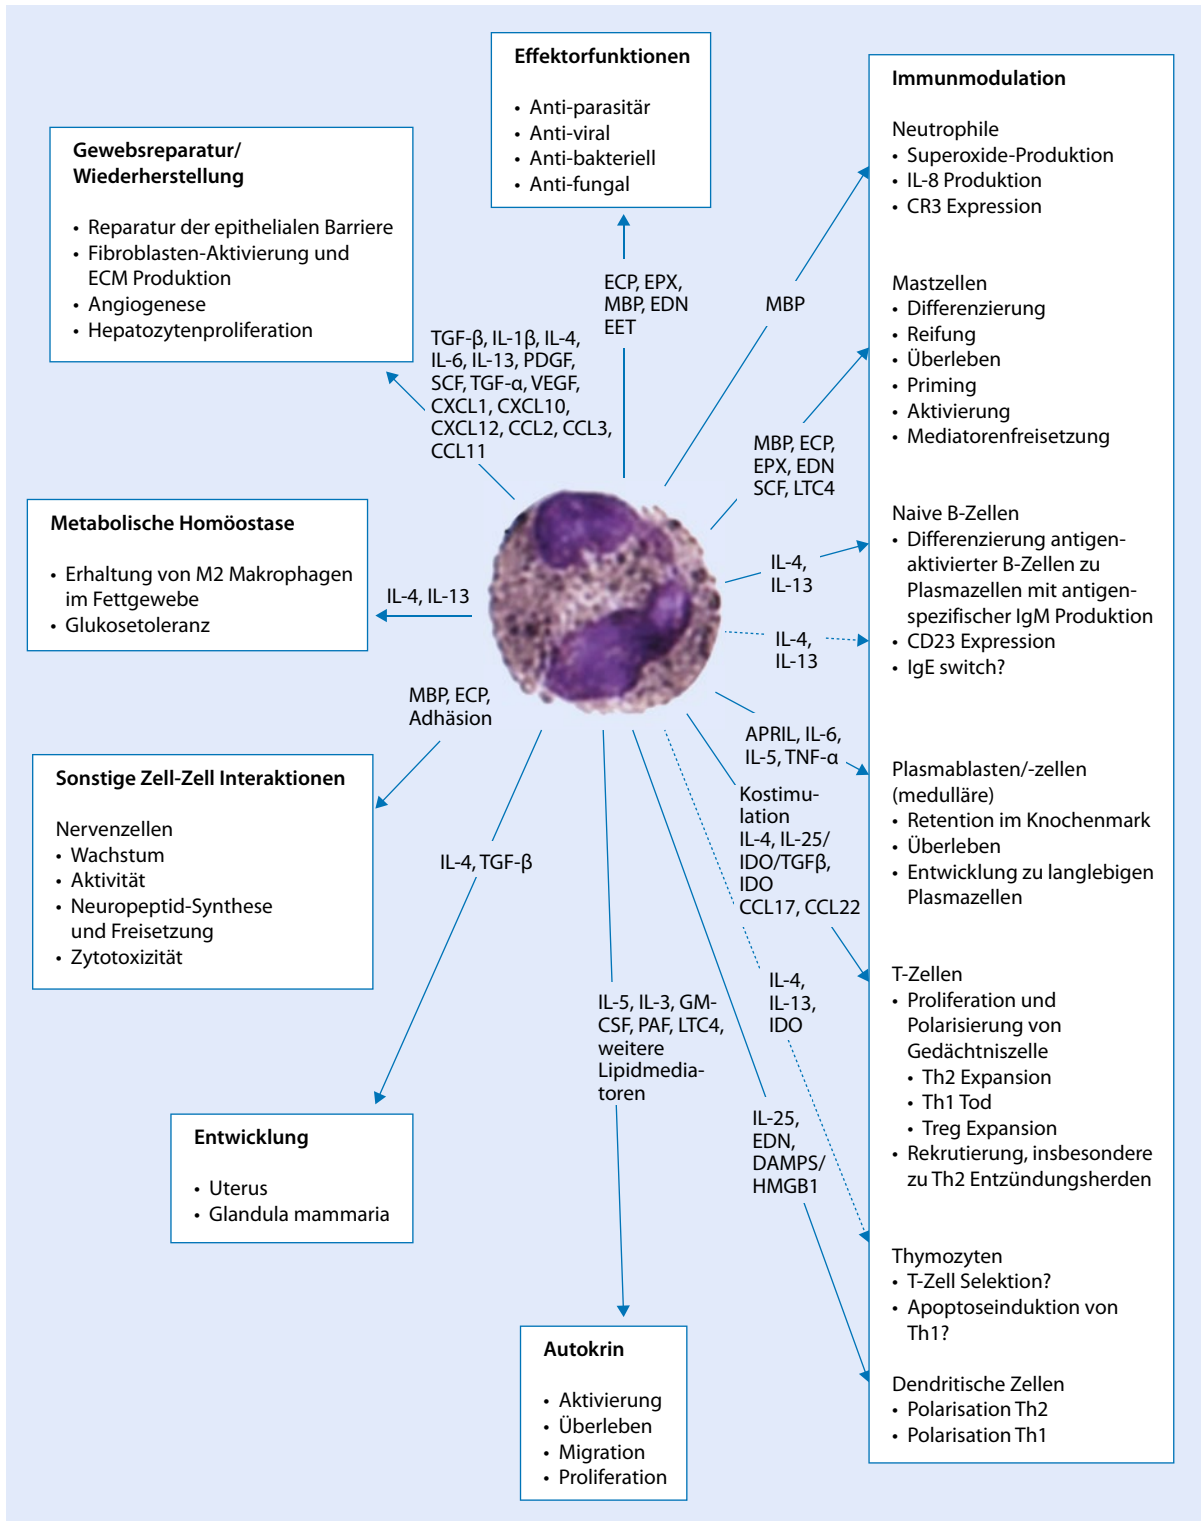 Effektorfunktionen
• Anti-parasitär
• Anti-viral
• Anti-bakteriell
• Anti-fungal
Gewebsreparatur/
Wiederherstellung
• Reparatur der epithelialen Barriere
• Fibroblasten-Aktivierung und
ECM Produktion
• Angiogenese
• Hepatozytenproliferation
ECP, EPX,
MBP, EDN
EET
TGF-β, IL-1β, IL-4,
IL-6, IL-13, PDGF,
SCF, TGF-α, VEGF,
CXCL1, CXCL10,
CXCL12, CCL2, CCL3,
CCL11
Metabolische Homöostase
• Erhaltung von M2 Makrophagen
im Fettgewebe
• Glukosetoleranz
IL-4, IL-13
MBP, ECP,
Adhäsion
Sonstige Zell-Zell Interaktionen
Nervenzellen
• Wachstum
• Aktivität
• Neuropeptid-Synthese
und Freisetzung
• Zytotoxizität
IL-4, TGF-β
Entwicklung
• Uterus
• Glandula mammaria
IL-5, IL-3, GM-
CSF, PAF, LTC4,
weitere
Lipidmedia-
toren
Autokrin
• Aktivierung
• Überleben
• Migration
• Proliferation
MBP
MBP, ECP,
EPX, EDN
SCF, LTC4
IL-4,
IL-13
IL-4,
IL-13
APRIL, IL-6,
IL-5, TNF-α
Kostimu-
lation
IL-4, IL-25/
IDO/TGFβ,
IDO
CCL17, CCL22
IL-4,
IL-13,
IDO
IL-25,
EDN,
DAMPS/
HMGB1
Immunmodulation
Neutrophile
• Superoxide-Produktion
• IL-8 Produktion
• CR3 Expression
Mastzellen
• Differenzierung
• Reifung
• Überleben
• Priming
• Aktivierung
• Mediatorenfreisetzung
Naive B-Zellen
• Differenzierung antigen-
aktivierter B-Zellen zu
Plasmazellen mit antigen-
spezifischer IgM Produktion
• CD23 Expression
• IgE switch?
Plasmablasten/-zellen
(medulläre)
• Retention im Knochenmark
• Überleben
• Entwicklung zu langlebigen
Plasmazellen
T-Zellen
• Proliferation und
Polarisierung von
Gedächtniszelle
• Th2 Expansion
• Th1 Tod
• Treg Expansion
• Rekrutierung, insbesondere
zu Th2 Entzündungsherden
Thymozyten
• T-Zell Selektion?
• Apoptoseinduktion von
Th1?
Dendritische Zellen
• Polarisation Th2
• Polarisation Th1